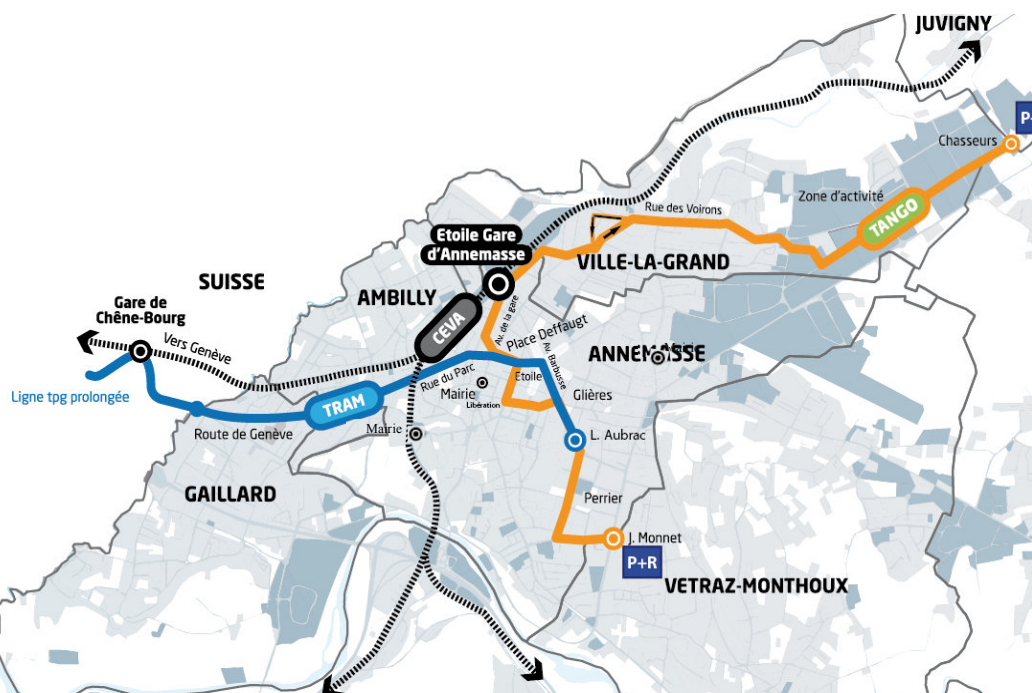 JUVIGNY
P+
Chasseurs
Zone d'activité
TANGO
Rue des Voirons
Etoile Gare
d'Annemasse
VILLE-LA-GRAND
SUISSE
AMBILLY
Gare de
Chêne-Bourg
CEVA
Av. de la gare
Place Deffaugt
ANNEMASSE
Vers Genève
Av. Barbusse
Rue du Parc
Etoile
Mairie
Glières
Ligne tpg prolongée
TRAM
Libération
Mairie
Route de Genève
L. Aubrac
GAILLARD
Perrier
J. Monnet
P+R
VETRAZ-MONTHOUX